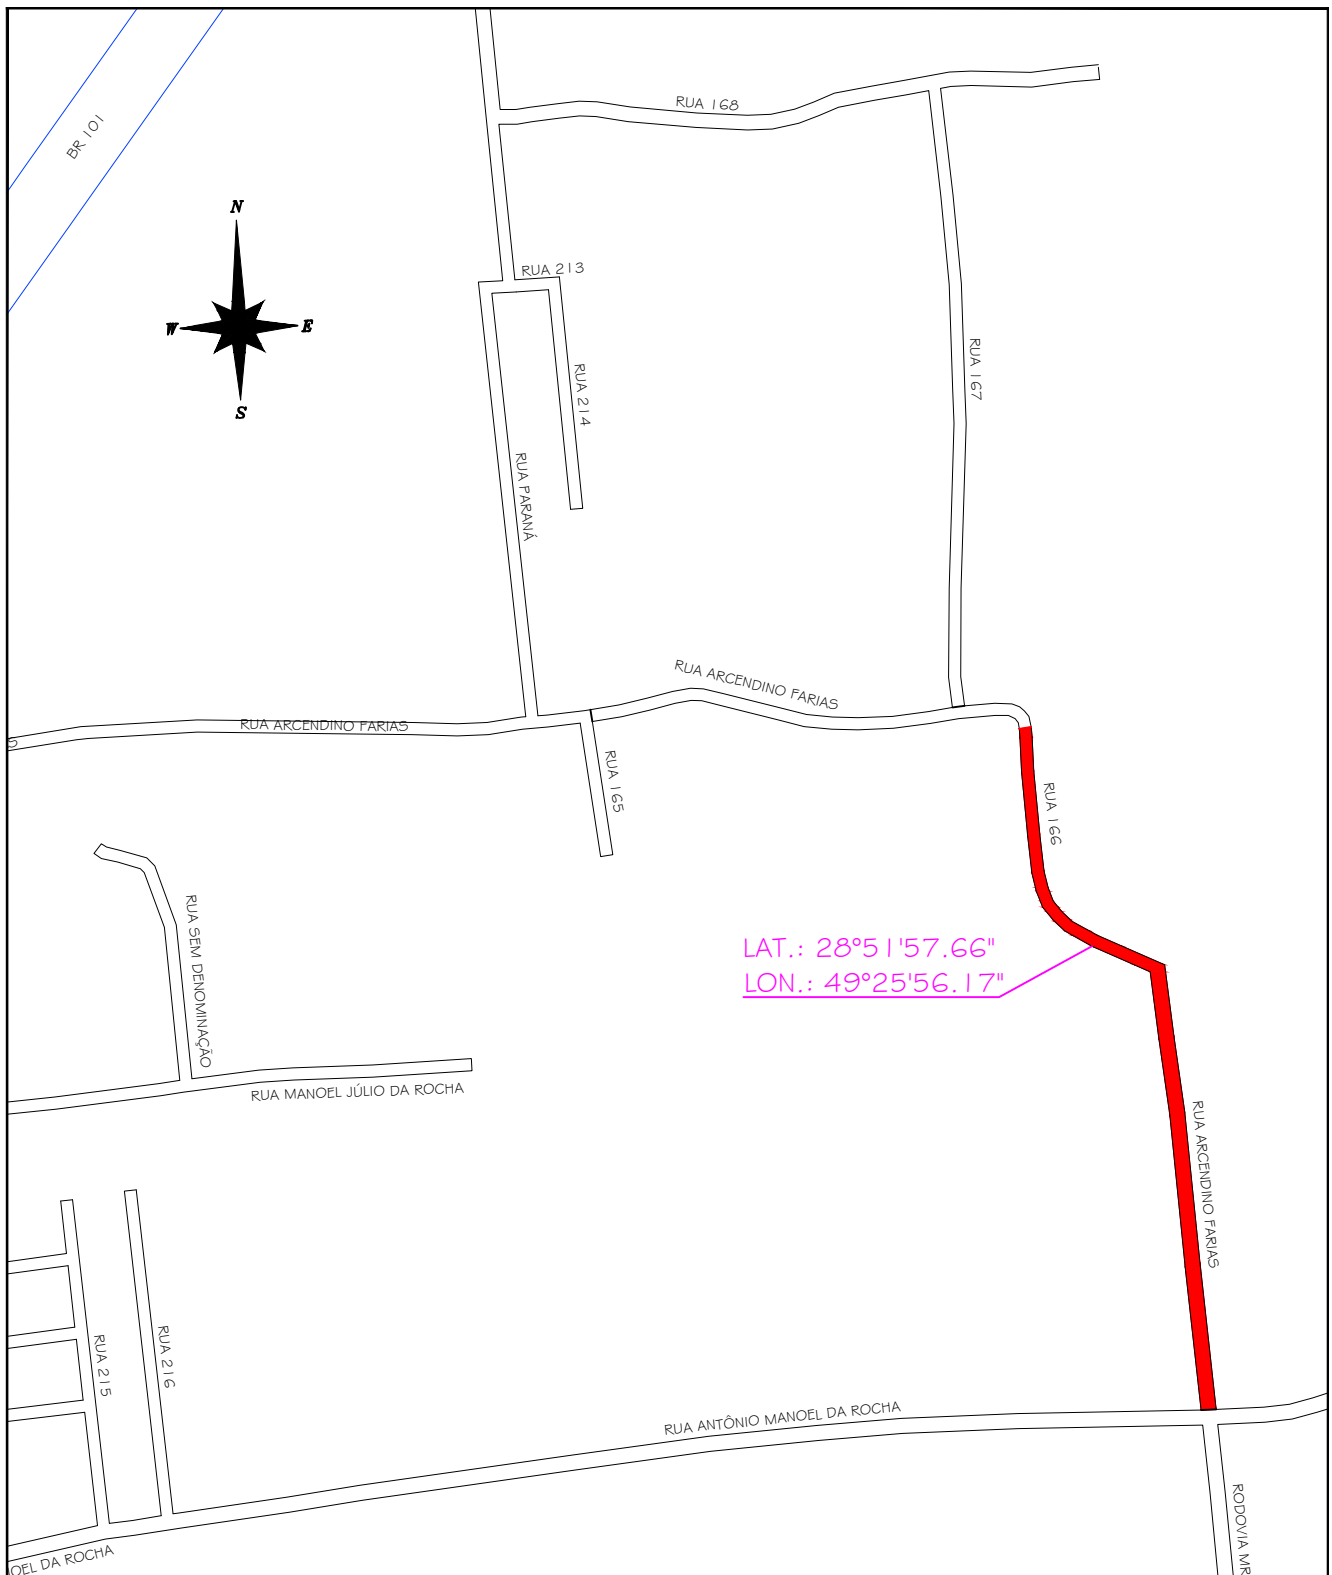 RUA 168
BR 101
N
RUA 213
W
E
S
RUA 214
RUA 167
RUA PARANÁ
RUA ARCENDINO FARIAS
RUA ARCENDINO FARIAS
S
RUA 165
RUA 166
RUA SEM DENOMINAÇÃO
LAT.: 28°51'57.66"
LON.: 49°25'56.17"
RUA MANOEL JÚLIO DA ROCHA
RUA ARCENDINO FARIAS
RUA 215
RUA 216
RUA ANTÔNIO MANOEL DA ROCHA
RODOVIA MR
OEL DA ROCHA